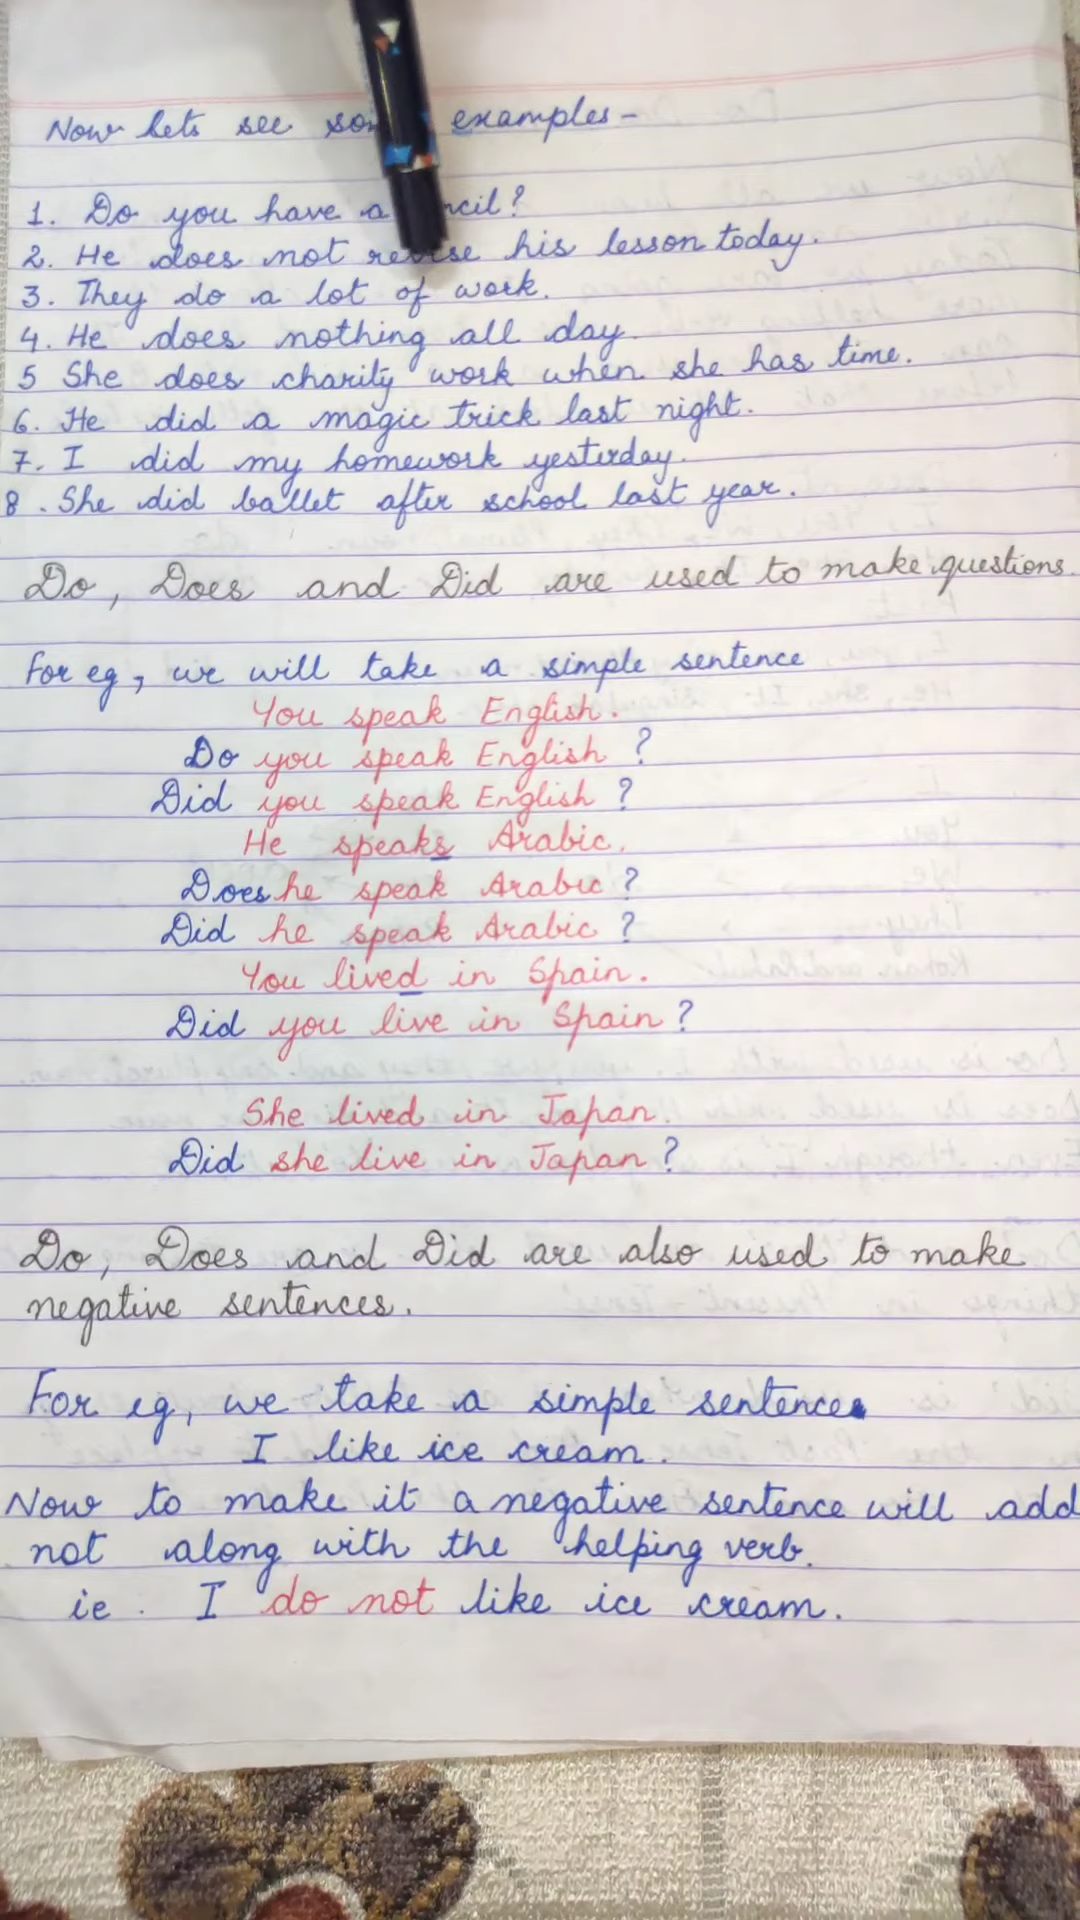 Now lets see examples -
1. Do you have a ?
2. He does not revise his lesson today.
3. They do a lot of work.
4. He does nothing all day.
5 She does charity work when she has time.
6. He did a magic trick last night.
7. I did my homework yesterday.
8. She did ballet after school last year.
Do, Does and Did are used to make questions.
For eg, we will take a simple sentence
You speak English.
Do you speak English ?
Did you speak English ?
He speaks Arabic.
Does he speak Arabic ?
Did he speak Arabic ?
You lived in Spain.
Did you live in Spain ?
She lived in Japan.
Did she live in Japan ?
Do, Does and Did are also used to make
negative sentences.
For eg, we take a simple sentence
I like ice cream.
Now to make it a negative sentence will add
not along with the helping verb.
ie. I do not like ice cream.